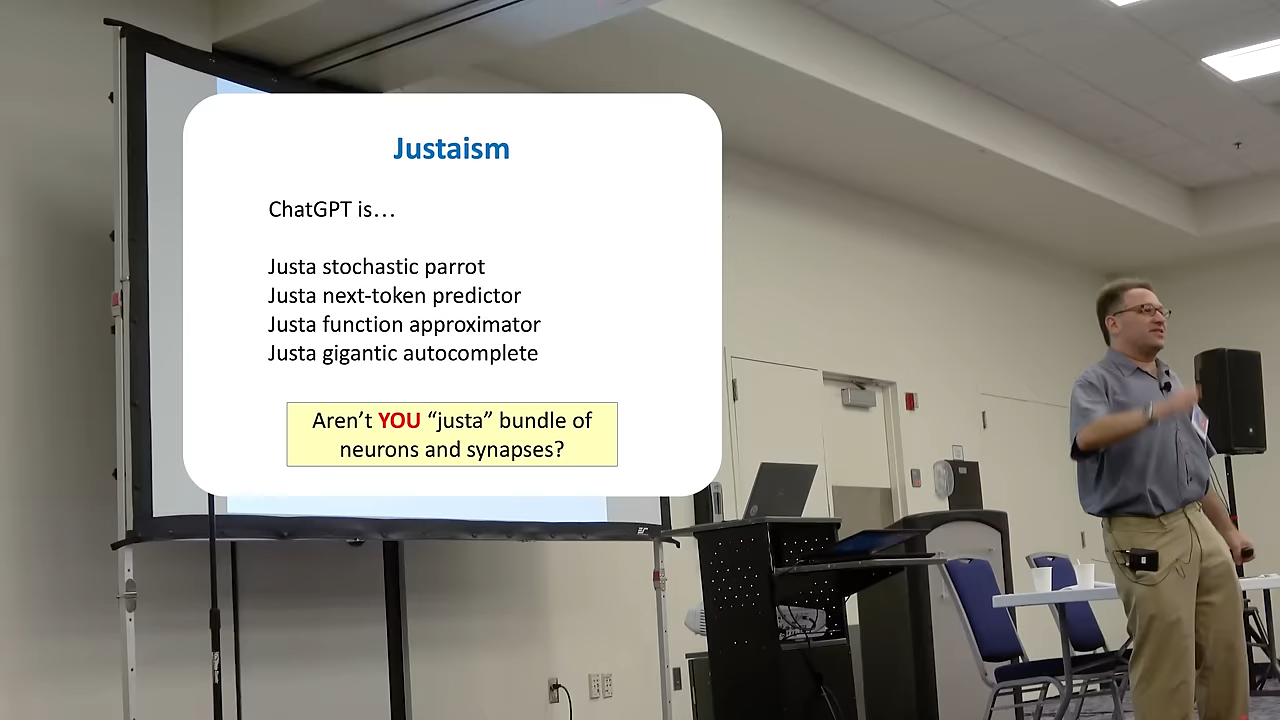 Justaism
ChatGPT is…
Justa stochastic parrot
Justa next-token predictor
Justa function approximator
Justa gigantic autocomplete
Aren’t YOU “justa” bundle of
neurons and synapses?